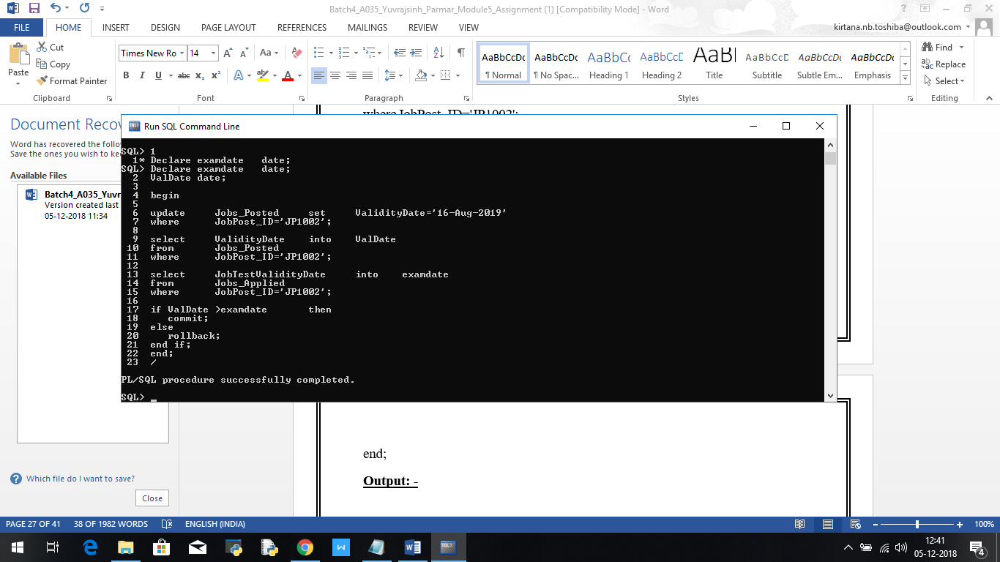 Batch4_A035_Yuvrajsinh_Parmar_Module5_Assignment (1) [Compatibility Mode] - Word
FILE HOME INSERT DESIGN PAGE LAYOUT REFERENCES MAILINGS REVIEW VIEW
kirtana.nb.toshiba@outlook.com
Paste
Cut
Copy
Format Painter
Clipboard
Times New Ro 14
Font
Paragraph
AaBbCcDc AaBbCcDc AaBbCc AaBbCcD AaB AaBbCcD AaBbCcDc AaBbCcDc
¶ Normal ¶ No Spac... Heading 1 Heading 2 Title Subtitle Subtle Em... Emphasis
Styles
Find
Replace
Select
Editing
Document Recov
Word has recovered the follo
Save the ones you wish to kee
Available Files
Batch4_A035_Yuvr
Version created last
05-12-2018 11:34
Which file do I want to save?
Close
where JobPost_ID='JP1002';
Run SQL Command Line
SQL> 1
1* Declare examdate date;
SQL> Declare examdate date;
2 ValDate date;
3
4 begin
5
6 update Jobs_Posted set ValidityDate='16-Aug-2019'
7 where JobPost_ID='JP1002';
8
9 select ValidityDate into ValDate
10 from Jobs_Posted
11 where JobPost_ID='JP1002';
12
13 select JobTestValidityDate into examdate
14 from Jobs_Applied
15 where JobPost_ID='JP1002';
16
17 if ValDate >examdate then
18 commit;
19 else
20 rollback;
21 end if;
22 end;
23 /
PL/SQL procedure successfully completed.
SQL>
end;
Output: -
PAGE 27 OF 41 38 OF 1982 WORDS ENGLISH (INDIA) 100%
12:41
05-12-2018
4